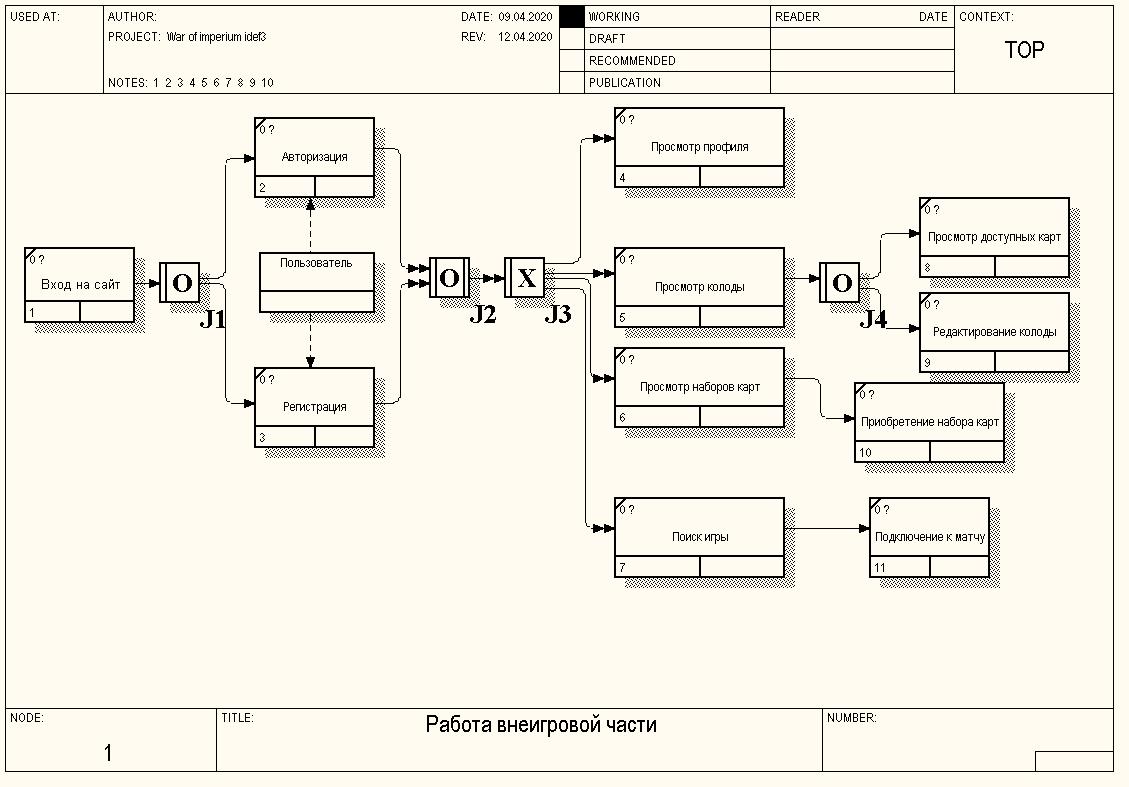 USED AT:
AUTHOR:
DATE: 09.04.2020
WORKING
READER
DATE
CONTEXT:
PROJECT: War of imperium idef3
REV: 12.04.2020
DRAFT
TOP
RECOMMENDED
NOTES: 1 2 3 4 5 6 7 8 9 10
PUBLICATION
0 ?
Вход на сайт
1
O
J1
0 ?
Авторизация
2
Пользователь
0 ?
Регистрация
3
O
J2
X
J3
0 ?
Просмотр профиля
4
0 ?
Просмотр колоды
5
0 ?
Просмотр наборов карт
6
0 ?
Поиск игры
7
O
J4
0 ?
Просмотр доступных карт
8
0 ?
Редактирование колоды
9
0 ?
Приобретение набора карт
10
0 ?
Подключение к матчу
11
NODE:
1
TITLE:
Работа внеигровой части
NUMBER: